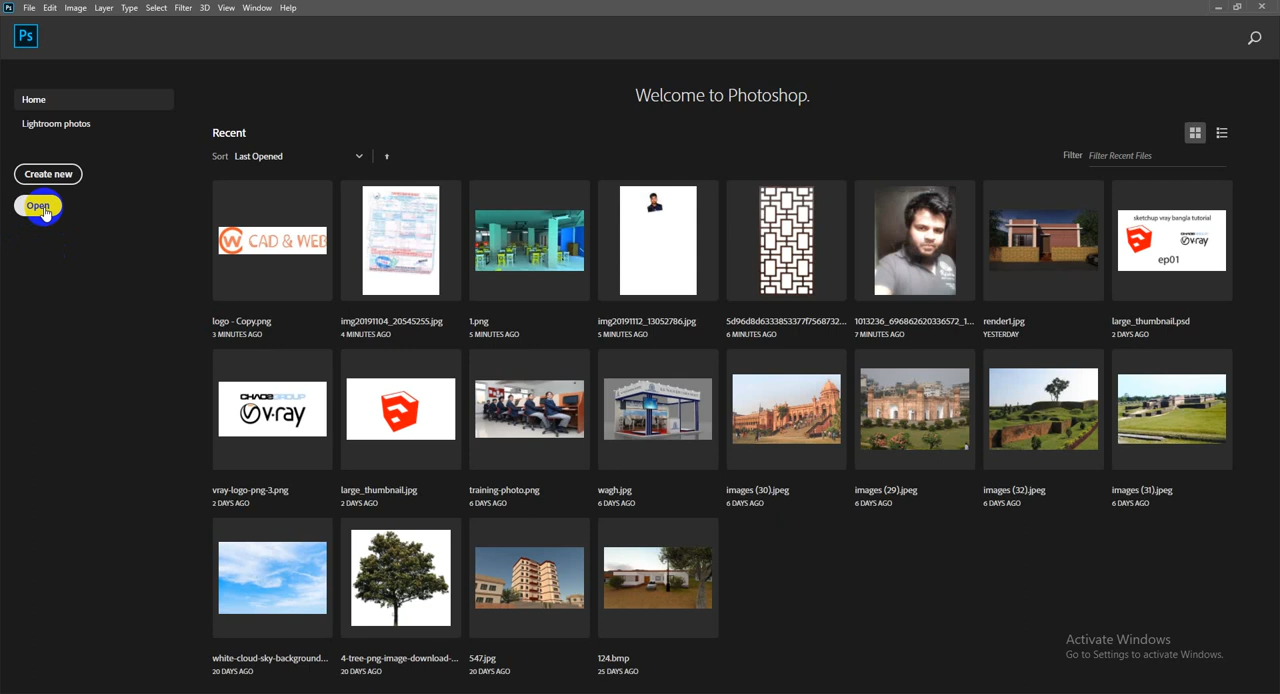 Ps File Edit Image Layer Type Select Filter 3D View Window Help
Ps
Home
Lightroom photos
Create new
Open
Welcome to Photoshop.
Recent
Sort Last Opened
Filter Filter Recent Files
CAD & WEB
sketchup vray bangla tutorial
CHAOSGROUP
v·ray
ep01
logo - Copy.png
3 MINUTES AGO
img20191104_20545255.jpg
4 MINUTES AGO
1.png
5 MINUTES AGO
img20191112_13052786.jpg
5 MINUTES AGO
5d96d8d6333853377f7568732...
6 MINUTES AGO
1013236_696862620336572_1...
7 MINUTES AGO
render1.jpg
YESTERDAY
large_thumbnail.psd
2 DAYS AGO
CHAOSGROUP
v·ray
vray-logo-png-3.png
2 DAYS AGO
large_thumbnail.jpg
2 DAYS AGO
training-photo.png
6 DAYS AGO
wagh.jpg
6 DAYS AGO
images (30).jpeg
6 DAYS AGO
images (29).jpeg
6 DAYS AGO
images (32).jpeg
6 DAYS AGO
images (31).jpeg
6 DAYS AGO
white-cloud-sky-background...
20 DAYS AGO
4-tree-png-image-download-...
20 DAYS AGO
547.jpg
20 DAYS AGO
124.bmp
25 DAYS AGO
Activate Windows
Go to Settings to activate Windows.